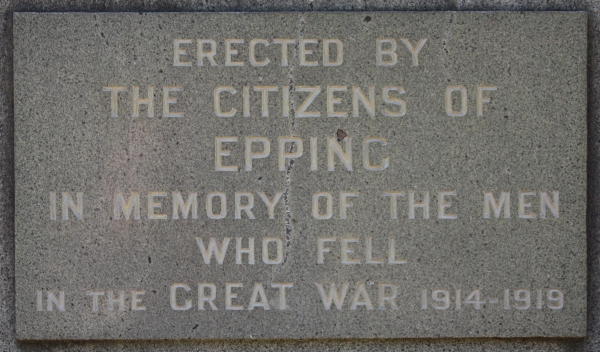 ERECTED BY
THE CITIZENS OF
EPPING
IN MEMORY OF THE MEN
WHO FELL
IN THE GREAT WAR 1914-1919